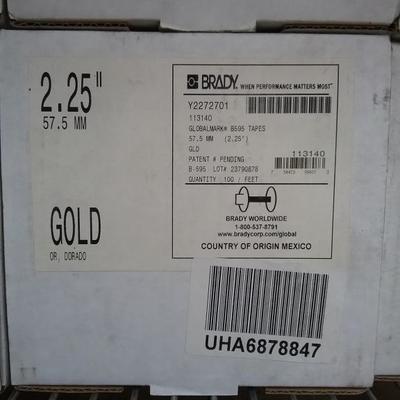 2.25"
57.5 MM
GOLD
OR, DORADO
BRADY. WHEN PERFORMANCE MATTERS MOST
Y2272701
113140
GLOBALMARK® B595 TAPES
57.5 MM (2.25")
GLD
PATENT # PENDING
B-595 LOT# 23790878
QUANTITY : 100 / FEET
113140
BRADY WORLDWIDE
1-800-537-8791
www.bradycorp.com/global
COUNTRY OF ORIGIN MEXICO
UHA6878847